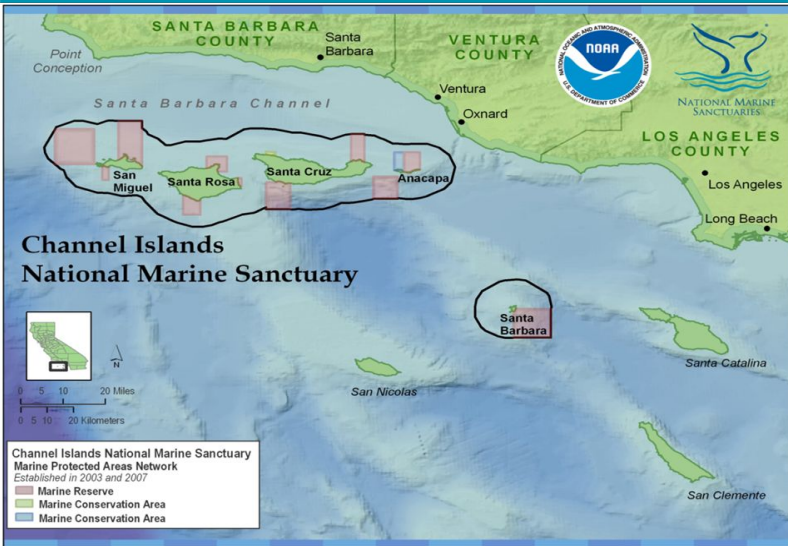 SANTA BARBARA
COUNTY
Santa
Barbara
Point
Conception
VENTURA
COUNTY
NATIONAL OCEANIC AND ATMOSPHERIC ADMINISTRATION
NOAA
U.S. DEPARTMENT OF COMMERCE
NATIONAL MARINE
SANCTUARIES
Santa Barbara Channel
Ventura
Oxnard
LOS ANGELES
COUNTY
Los Angeles
Long Beach
San
Miguel
Santa Rosa
Santa Cruz
Anacapa
Channel Islands
National Marine Sanctuary
Santa
Barbara
Santa Catalina
San Nicolas
San Clemente
N
0 5 10 20 Miles
0 5 10 20 Kilometers
Channel Islands National Marine Sanctuary
Marine Protected Areas Network
Established in 2003 and 2007
Marine Reserve
Marine Conservation Area
Marine Conservation Area